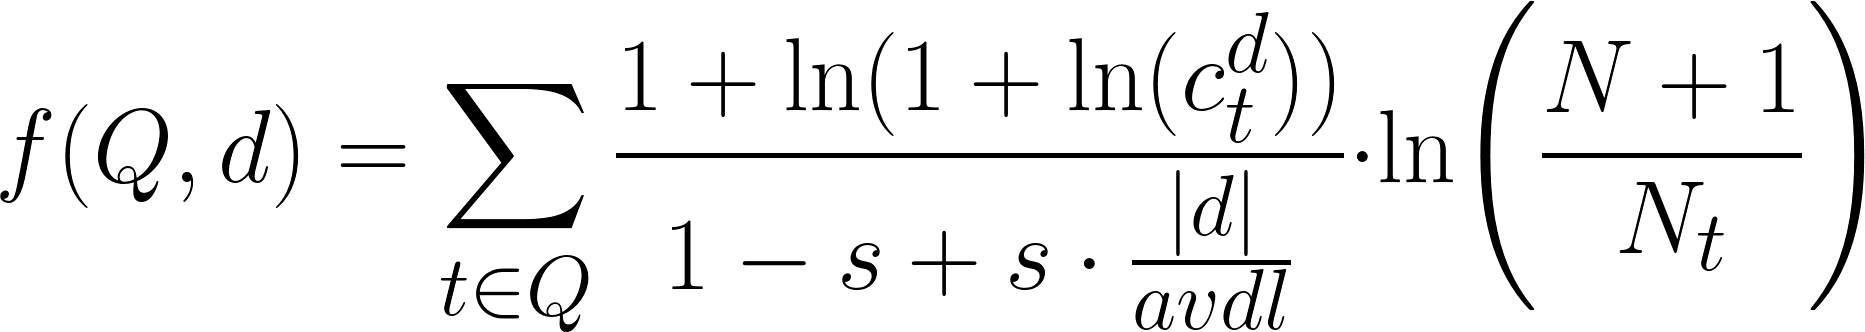 f(Q, d) = \sum_{t \in Q} \frac{1 + \ln(1 + \ln(c_t^d))}{1 - s + s \cdot \frac{|d|}{avdl}} \cdot \ln\left(\frac{N + 1}{N_t}\right)